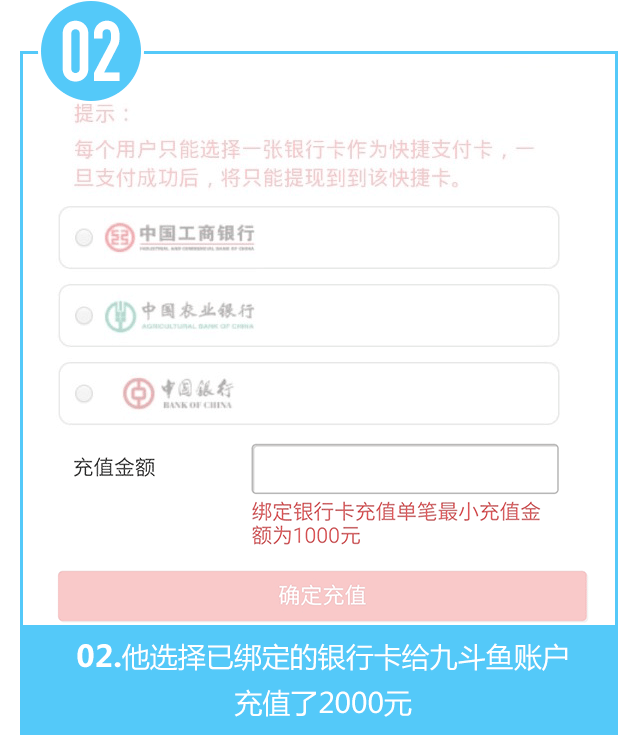 02
提示：
每个用户只能选择一张银行卡作为快捷支付卡，一
旦支付成功后，将只能提现到到该快捷卡。
中国工商银行
INDUSTRIAL AND COMMERCIAL BANK OF CHINA
中国农业银行
AGRICULTURAL BANK OF CHINA
中国银行
BANK OF CHINA
充值金额
绑定银行卡充值单笔最小充值金
额为1000元
确定充值
02.他选择已绑定的银行卡给九斗鱼账户
充值了2000元